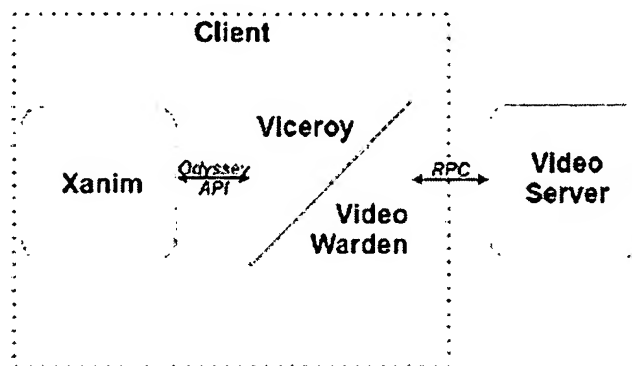 Client
Viceroy
Xanim
Odyssey
API
RPC
Video
Server
Video
Warden